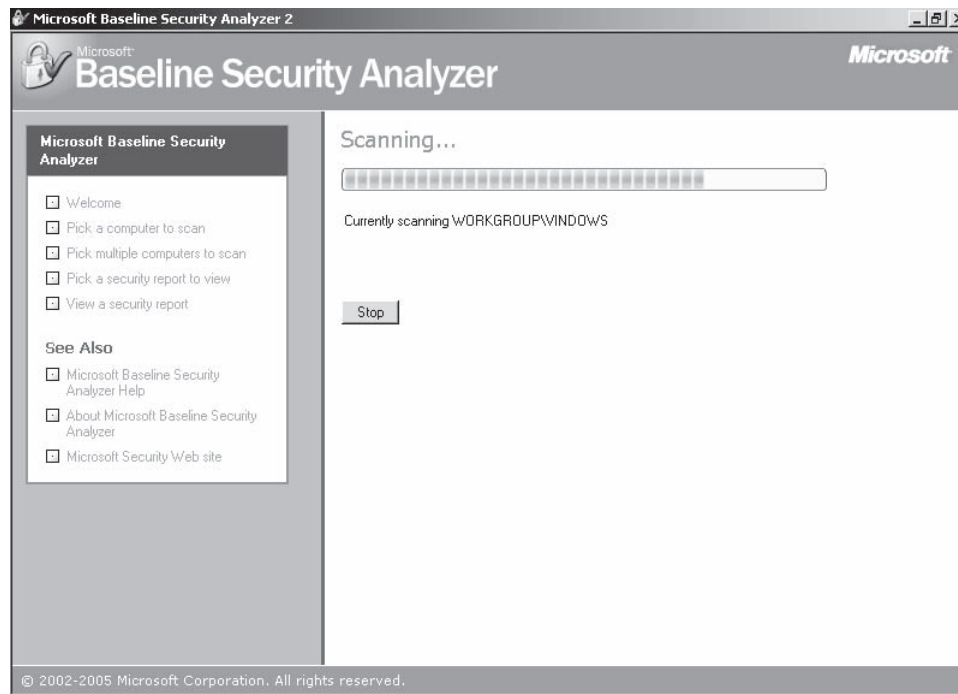 Microsoft Baseline Security Analyzer 2
Microsoft
Baseline Security Analyzer
Microsoft
Microsoft Baseline Security
Analyzer
Welcome
Pick a computer to scan
Pick multiple computers to scan
Pick a security report to view
View a security report
See Also
Microsoft Baseline Security
Analyzer Help
About Microsoft Baseline Security
Analyzer
Microsoft Security Web site
Scanning...
Currently scanning WORKGROUP\WINDOWS
Stop
© 2002-2005 Microsoft Corporation. All rights reserved.